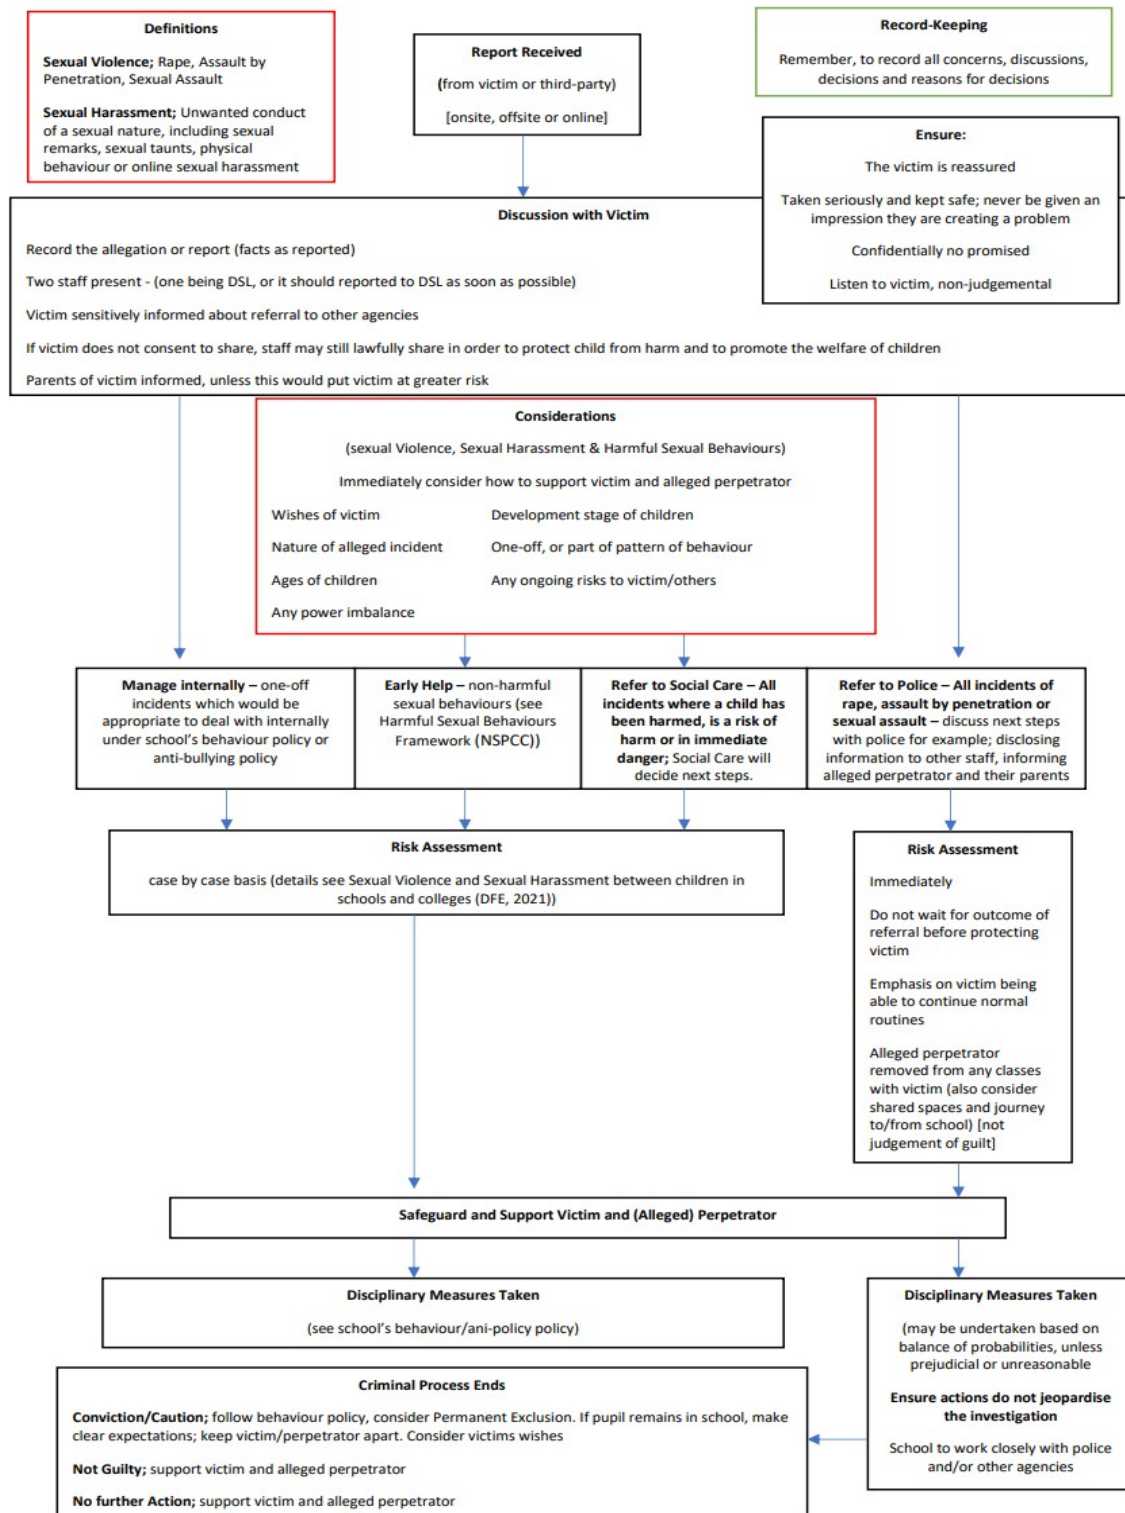 Definitions
Sexual Violence; Rape, Assault by
Penetration, Sexual Assault
Sexual Harassment; Unwanted conduct
of a sexual nature, including sexual
remarks, sexual taunts, physical
behaviour or online sexual harassment
Report Received
(from victim or third-party)
[onsite, offsite or online]
Record-Keeping
Remember, to record all concerns, discussions,
decisions and reasons for decisions
Ensure:
The victim is reassured
Taken seriously and kept safe; never be given an
impression they are creating a problem
Confidentially no promised
Listen to victim, non-judgemental
Discussion with Victim
Record the allegation or report (facts as reported)
Two staff present - (one being DSL, or it should reported to DSL as soon as possible)
Victim sensitively informed about referral to other agencies
If victim does not consent to share, staff may still lawfully share in order to protect child from harm and to promote the welfare of children
Parents of victim informed, unless this would put victim at greater risk
Considerations
(sexual Violence, Sexual Harassment & Harmful Sexual Behaviours)
Immediately consider how to support victim and alleged perpetrator
Wishes of victim
Development stage of children
Nature of alleged incident
One-off, or part of pattern of behaviour
Ages of children
Any ongoing risks to victim/others
Any power imbalance
Manage internally – one-off
incidents which would be
appropriate to deal with internally
under school's behaviour policy or
anti-bullying policy
Early Help – non-harmful
sexual behaviours (see
Harmful Sexual Behaviours
Framework (NSPCC))
Refer to Social Care – All
incidents where a child has
been harmed, is a risk of
harm or in immediate
danger; Social Care will
decide next steps.
Refer to Police – All incidents of
rape, assault by penetration or
sexual assault – discuss next steps
with police for example; disclosing
information to other staff, informing
alleged perpetrator and their parents
Risk Assessment
case by case basis (details see Sexual Violence and Sexual Harassment between children in
schools and colleges (DFE, 2021))
Risk Assessment
Immediately
Do not wait for outcome of
referral before protecting
victim
Emphasis on victim being
able to continue normal
routines
Alleged perpetrator
removed from any classes
with victim (also consider
shared spaces and journey
to/from school) [not
judgement of guilt]
Safeguard and Support Victim and (Alleged) Perpetrator
Disciplinary Measures Taken
(see school's behaviour/ani-policy policy)
Disciplinary Measures Taken
(may be undertaken based on
balance of probabilities, unless
prejudicial or unreasonable
Ensure actions do not jeopardise
the investigation
School to work closely with police
and/or other agencies
Criminal Process Ends
Conviction/Caution; follow behaviour policy, consider Permanent Exclusion. If pupil remains in school, make
clear expectations; keep victim/perpetrator apart. Consider victims wishes
Not Guilty; support victim and alleged perpetrator
No further Action; support victim and alleged perpetrator